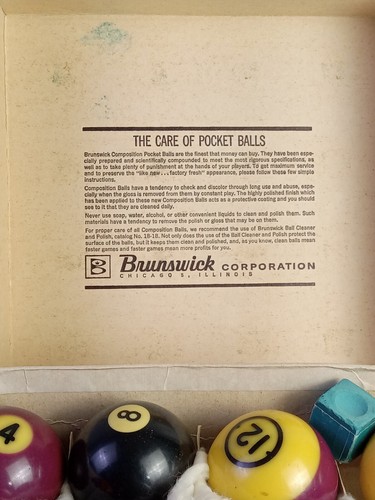 THE CARE OF POCKET BALLS
Brunswick Composition Pocket Balls are the finest that money can buy. They have been espe-
cially prepared and scientifically compounded to meet the most rigorous specifications, as
well as to take plenty of punishment at the hands of your players. To get maximum service
and to preserve the "like new...factory fresh" appearance, please follow these few simple
instructions.
Composition Balls have a tendency to check and discolor through long use and abuse, espe-
cially when the gloss is removed from them by constant play. The highly polished finish which
has been applied to these new Composition Balls acts as a protective coating and you should
see to it that they are cleaned daily.
Never use soap, water, alcohol, or other convenient liquids to clean and polish them. Such
materials have a tendency to remove the polish or gloss that may be on them.
For proper care of all Composition Balls, we recommend the use of Brunswick Ball Cleaner
and Polish, catalog No. 18-18. Not only does the use of the Ball Cleaner and Polish protect the
surface of the balls, but it keeps them clean and polished, and, as you know, clean balls mean
faster games and faster games mean more profits for you.
B Brunswick CORPORATION
CHICAGO 5, ILLINOIS
4
8
12